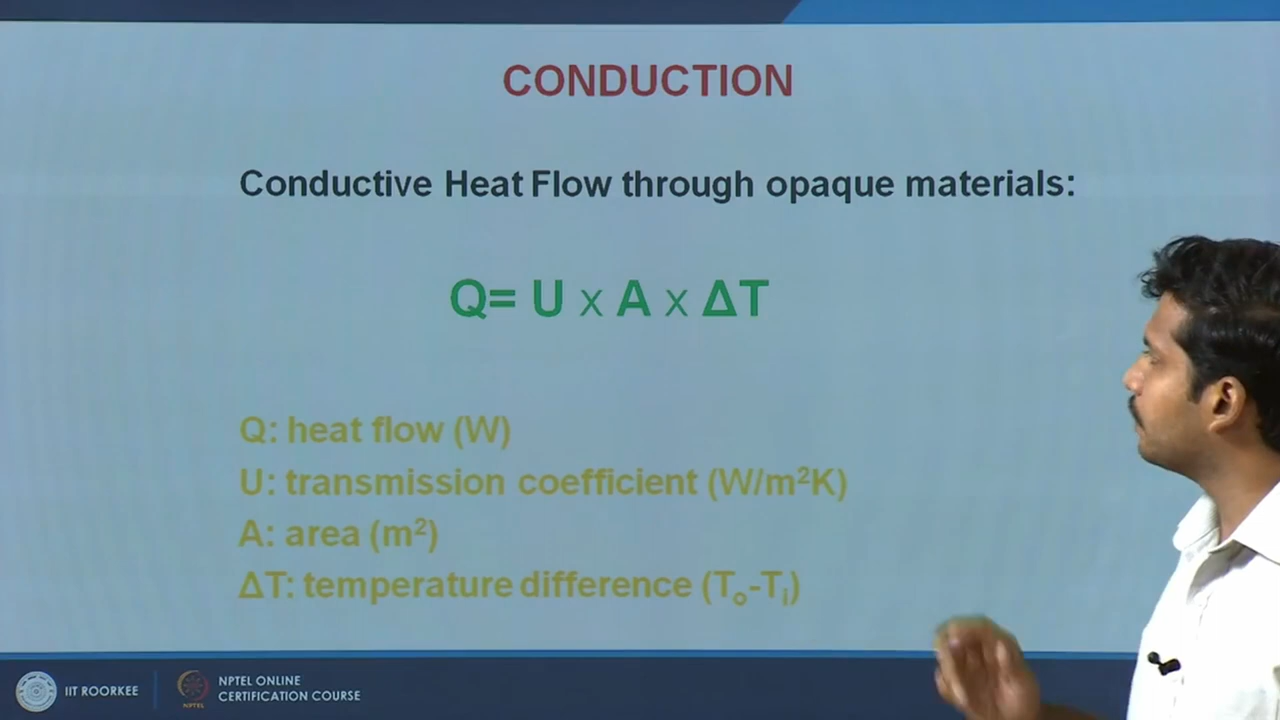 CONDUCTION
Conductive Heat Flow through opaque materials:
Q= U x A x ΔT
Q: heat flow (W)
U: transmission coefficient (W/m²K)
A: area (m²)
ΔT: temperature difference (Tₒ-Tᵢ)
IIT ROORKEE
NPTEL ONLINE
CERTIFICATION COURSE
NPTEL